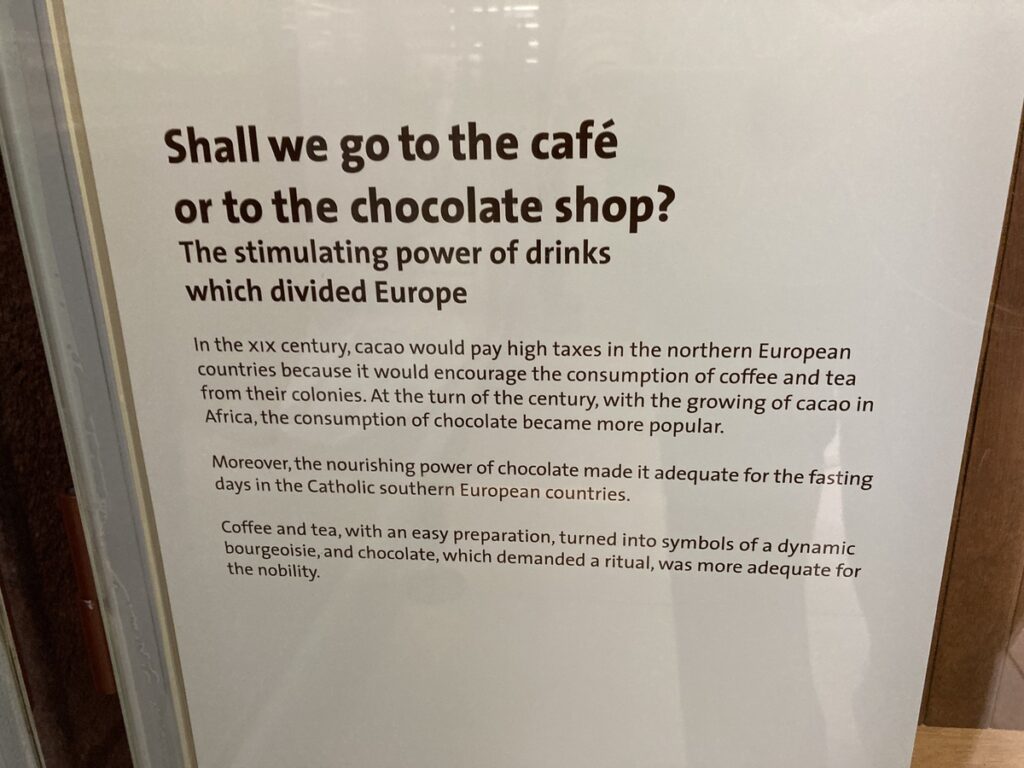 Shall we go to the café
or to the chocolate shop?
The stimulating power of drinks
which divided Europe
In the XIX century, cacao would pay high taxes in the northern European
countries because it would encourage the consumption of coffee and tea
from their colonies. At the turn of the century, with the growing of cacao in
Africa, the consumption of chocolate became more popular.
Moreover, the nourishing power of chocolate made it adequate for the fasting
days in the Catholic southern European countries.
Coffee and tea, with an easy preparation, turned into symbols of a dynamic
bourgeoisie, and chocolate, which demanded a ritual, was more adequate for
the nobility.